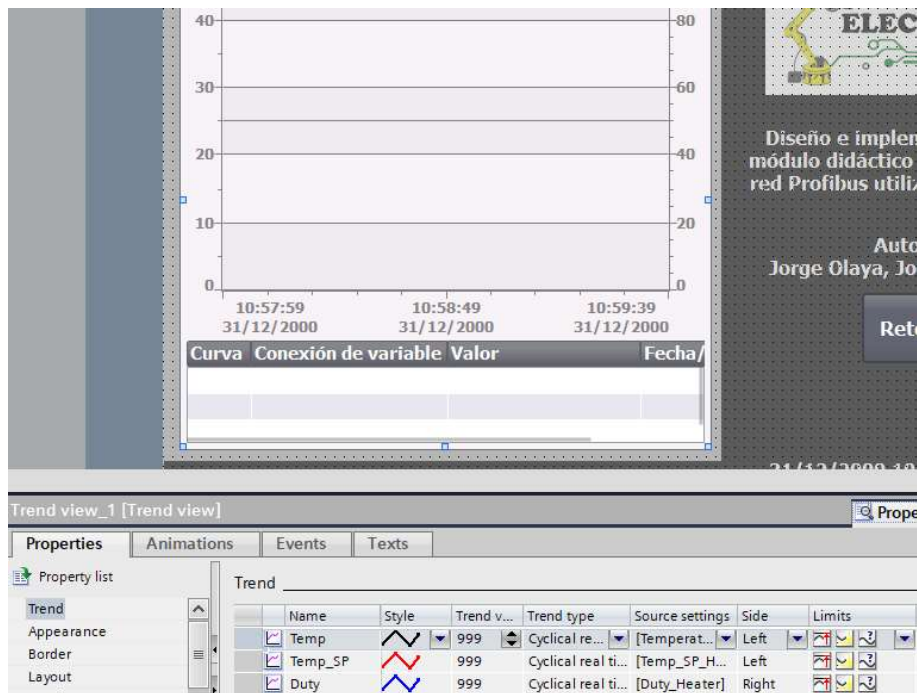 40
80
ELEC
30
60
20
40
10
20
0
0
10:57:59
10:58:49
10:59:39
31/12/2000
31/12/2000
31/12/2000
Curva Conexión de variable Valor Fecha/
Diseño e implen
módulo didáctico
red Profibus utiliz
Auto
Jorge Olaya, Jo
Reto
Trend view_1 [Trend view]
Prope
Properties Animations Events Texts
Property list
Trend
Appearance
Border
Layout
Trend
Name Style Trend v... Trend type Source settings Side Limits
Temp 999 Cyclical re... [Temperat... Left
Temp_SP 999 Cyclical real ti... [Temp_SP_H... Left
Duty 999 Cyclical real ti... [Duty_Heater] Right